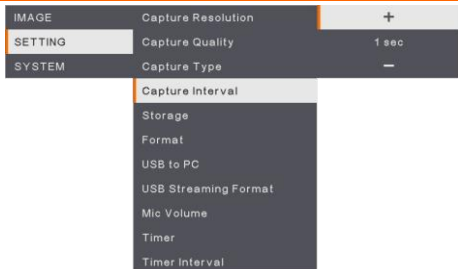 IMAGE
SETTING
SYSTEM
Capture Resolution
Capture Quality
Capture Type
Capture Interval
Storage
Format
USB to PC
USB Streaming Format
Mic Volume
Timer
Timer Interval
+
1 sec
−